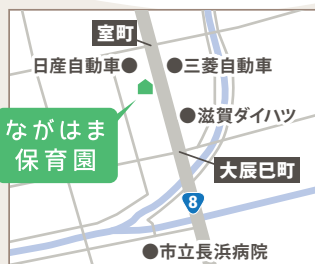 室町
日産自動車
三菱自動車
滋賀ダイハツ
ながはま
保育園
大辰巳町
8
市立長浜病院